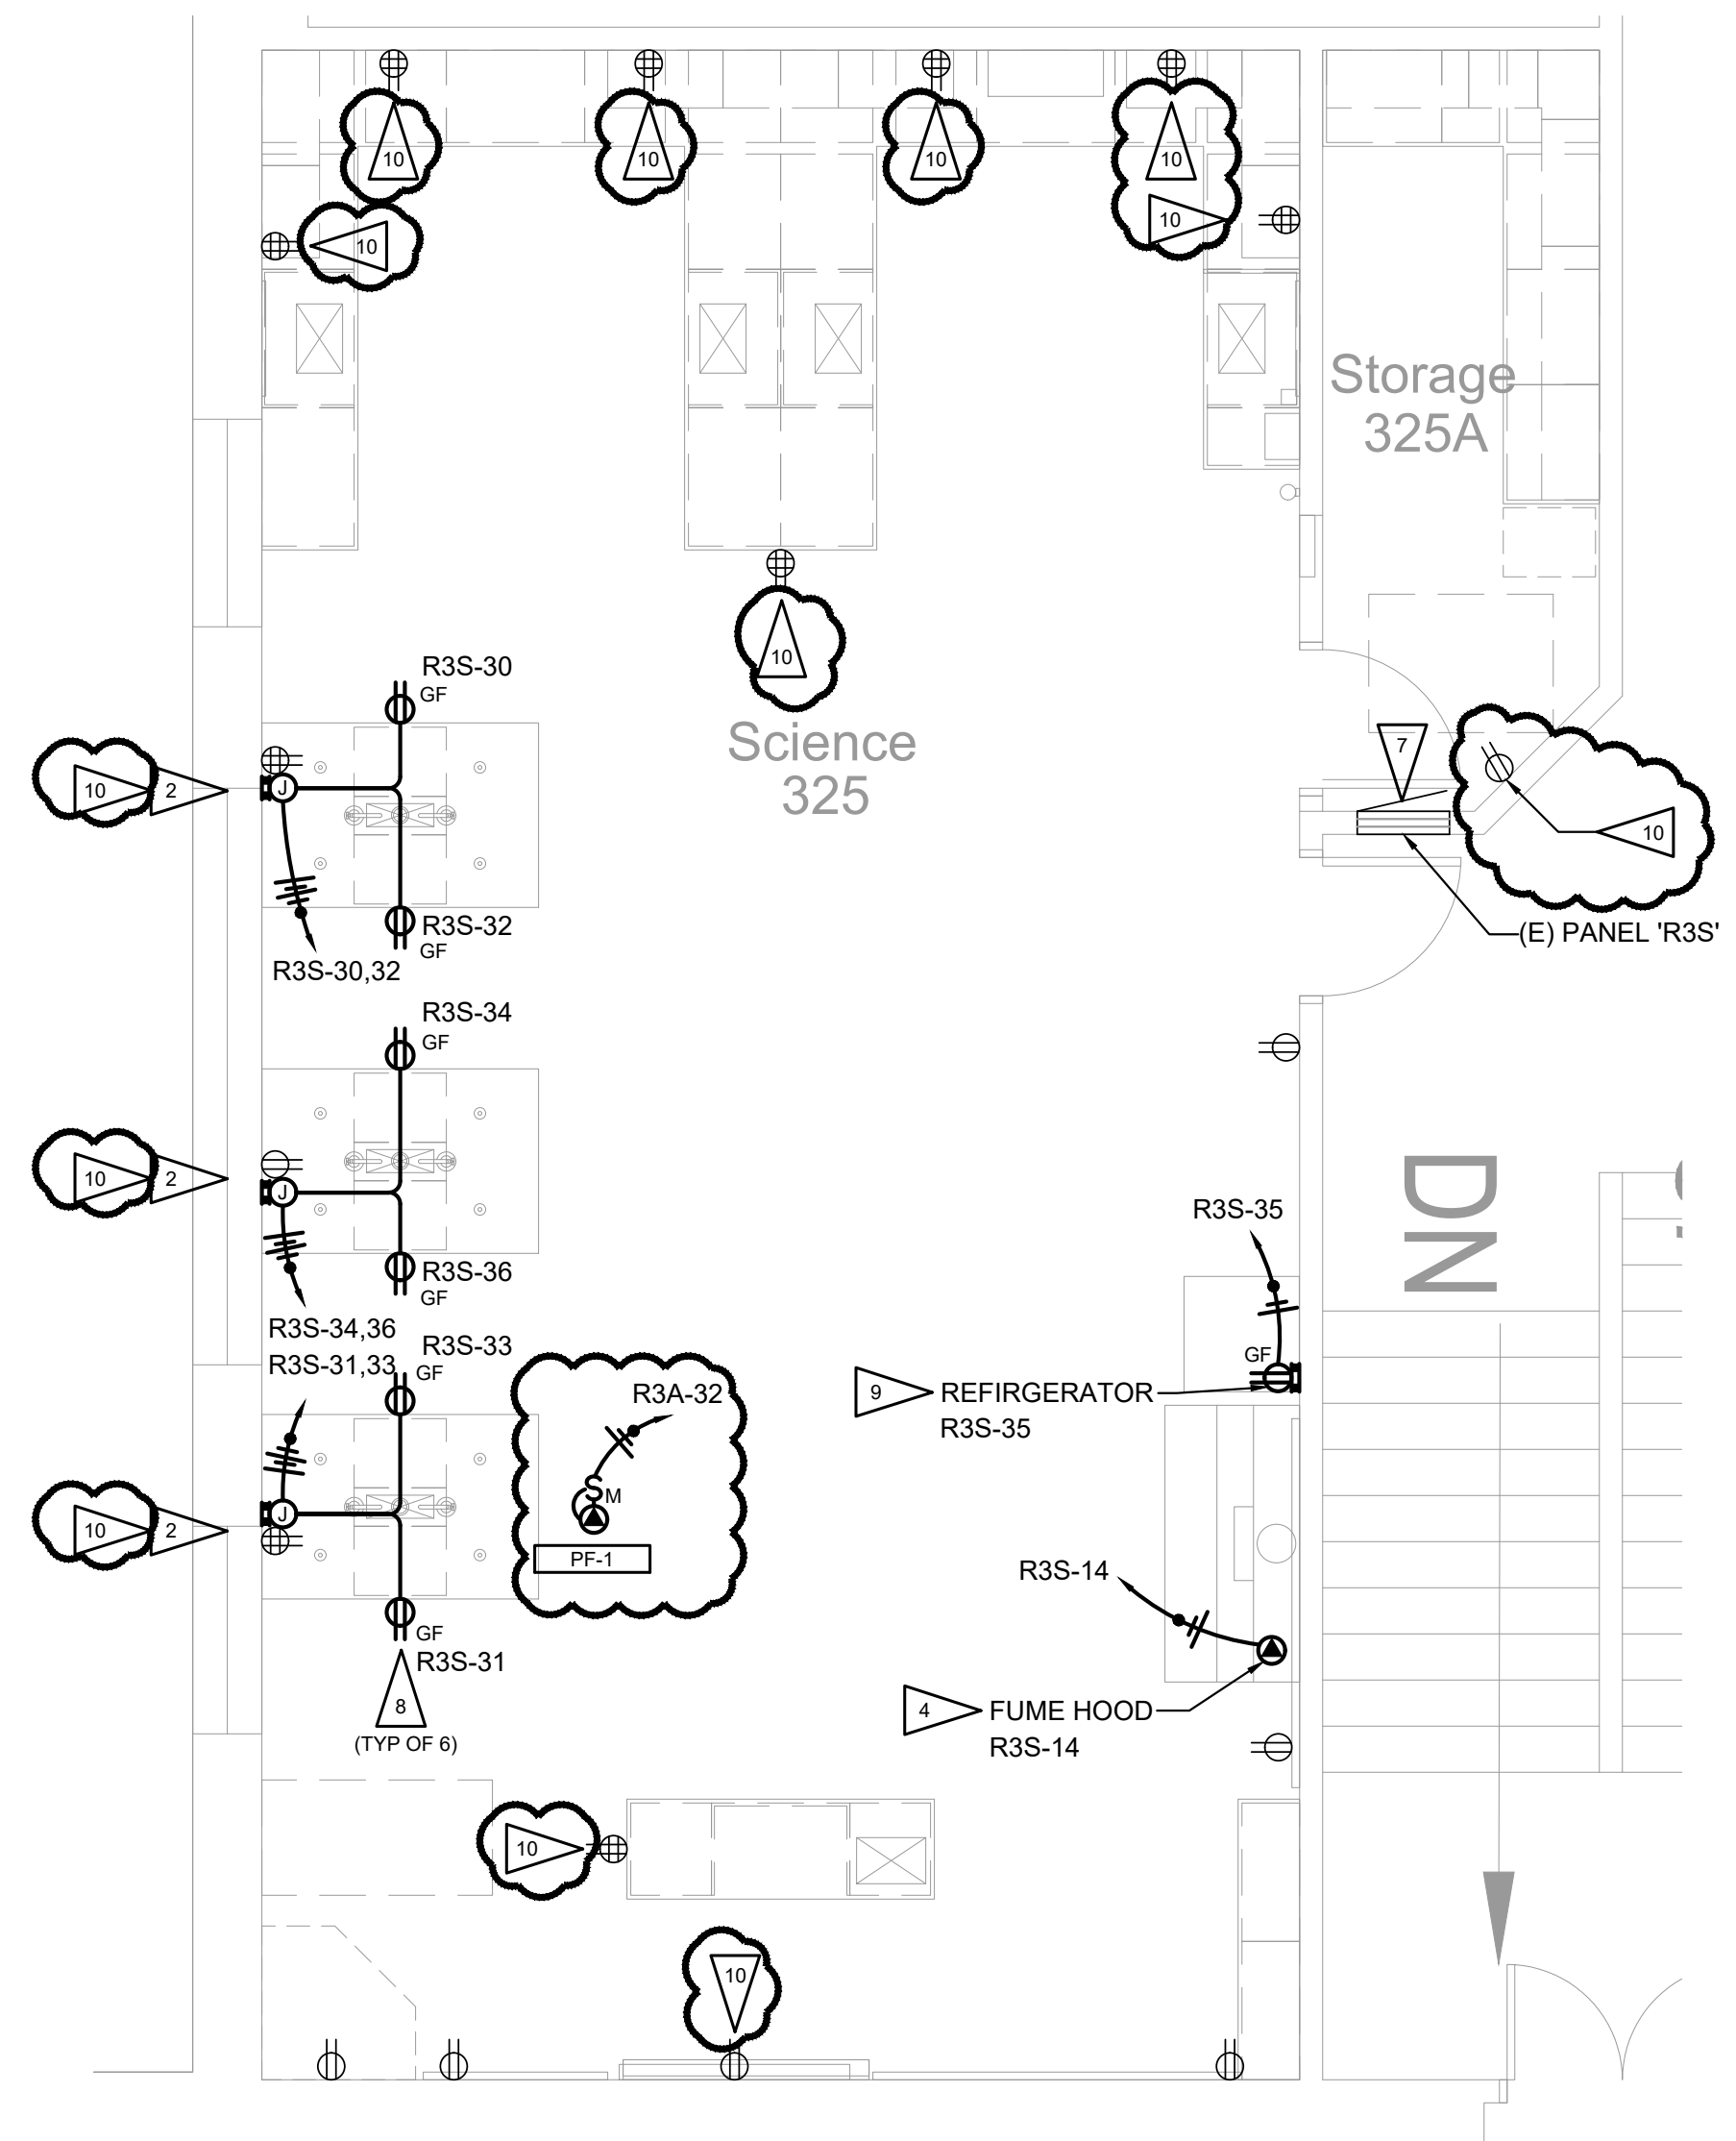 10
10
10
10
10
10
Storage
325A
10
Science
325
R3S-30
GF
10
2
J
R3S-32
GF
R3S-30,32
7
10
(E) PANEL 'R3S'
R3S-34
GF
10
2
J
R3S-36
GF
R3S-34,36
R3S-31,33
R3S-33
GF
10
2
J
GF
R3S-31
8
(TYP OF 6)
R3A-32
S
M
PF-1
DN
R3S-35
GF
9
REFIRGERATOR
R3S-35
R3S-14
4
FUME HOOD
R3S-14
10
10